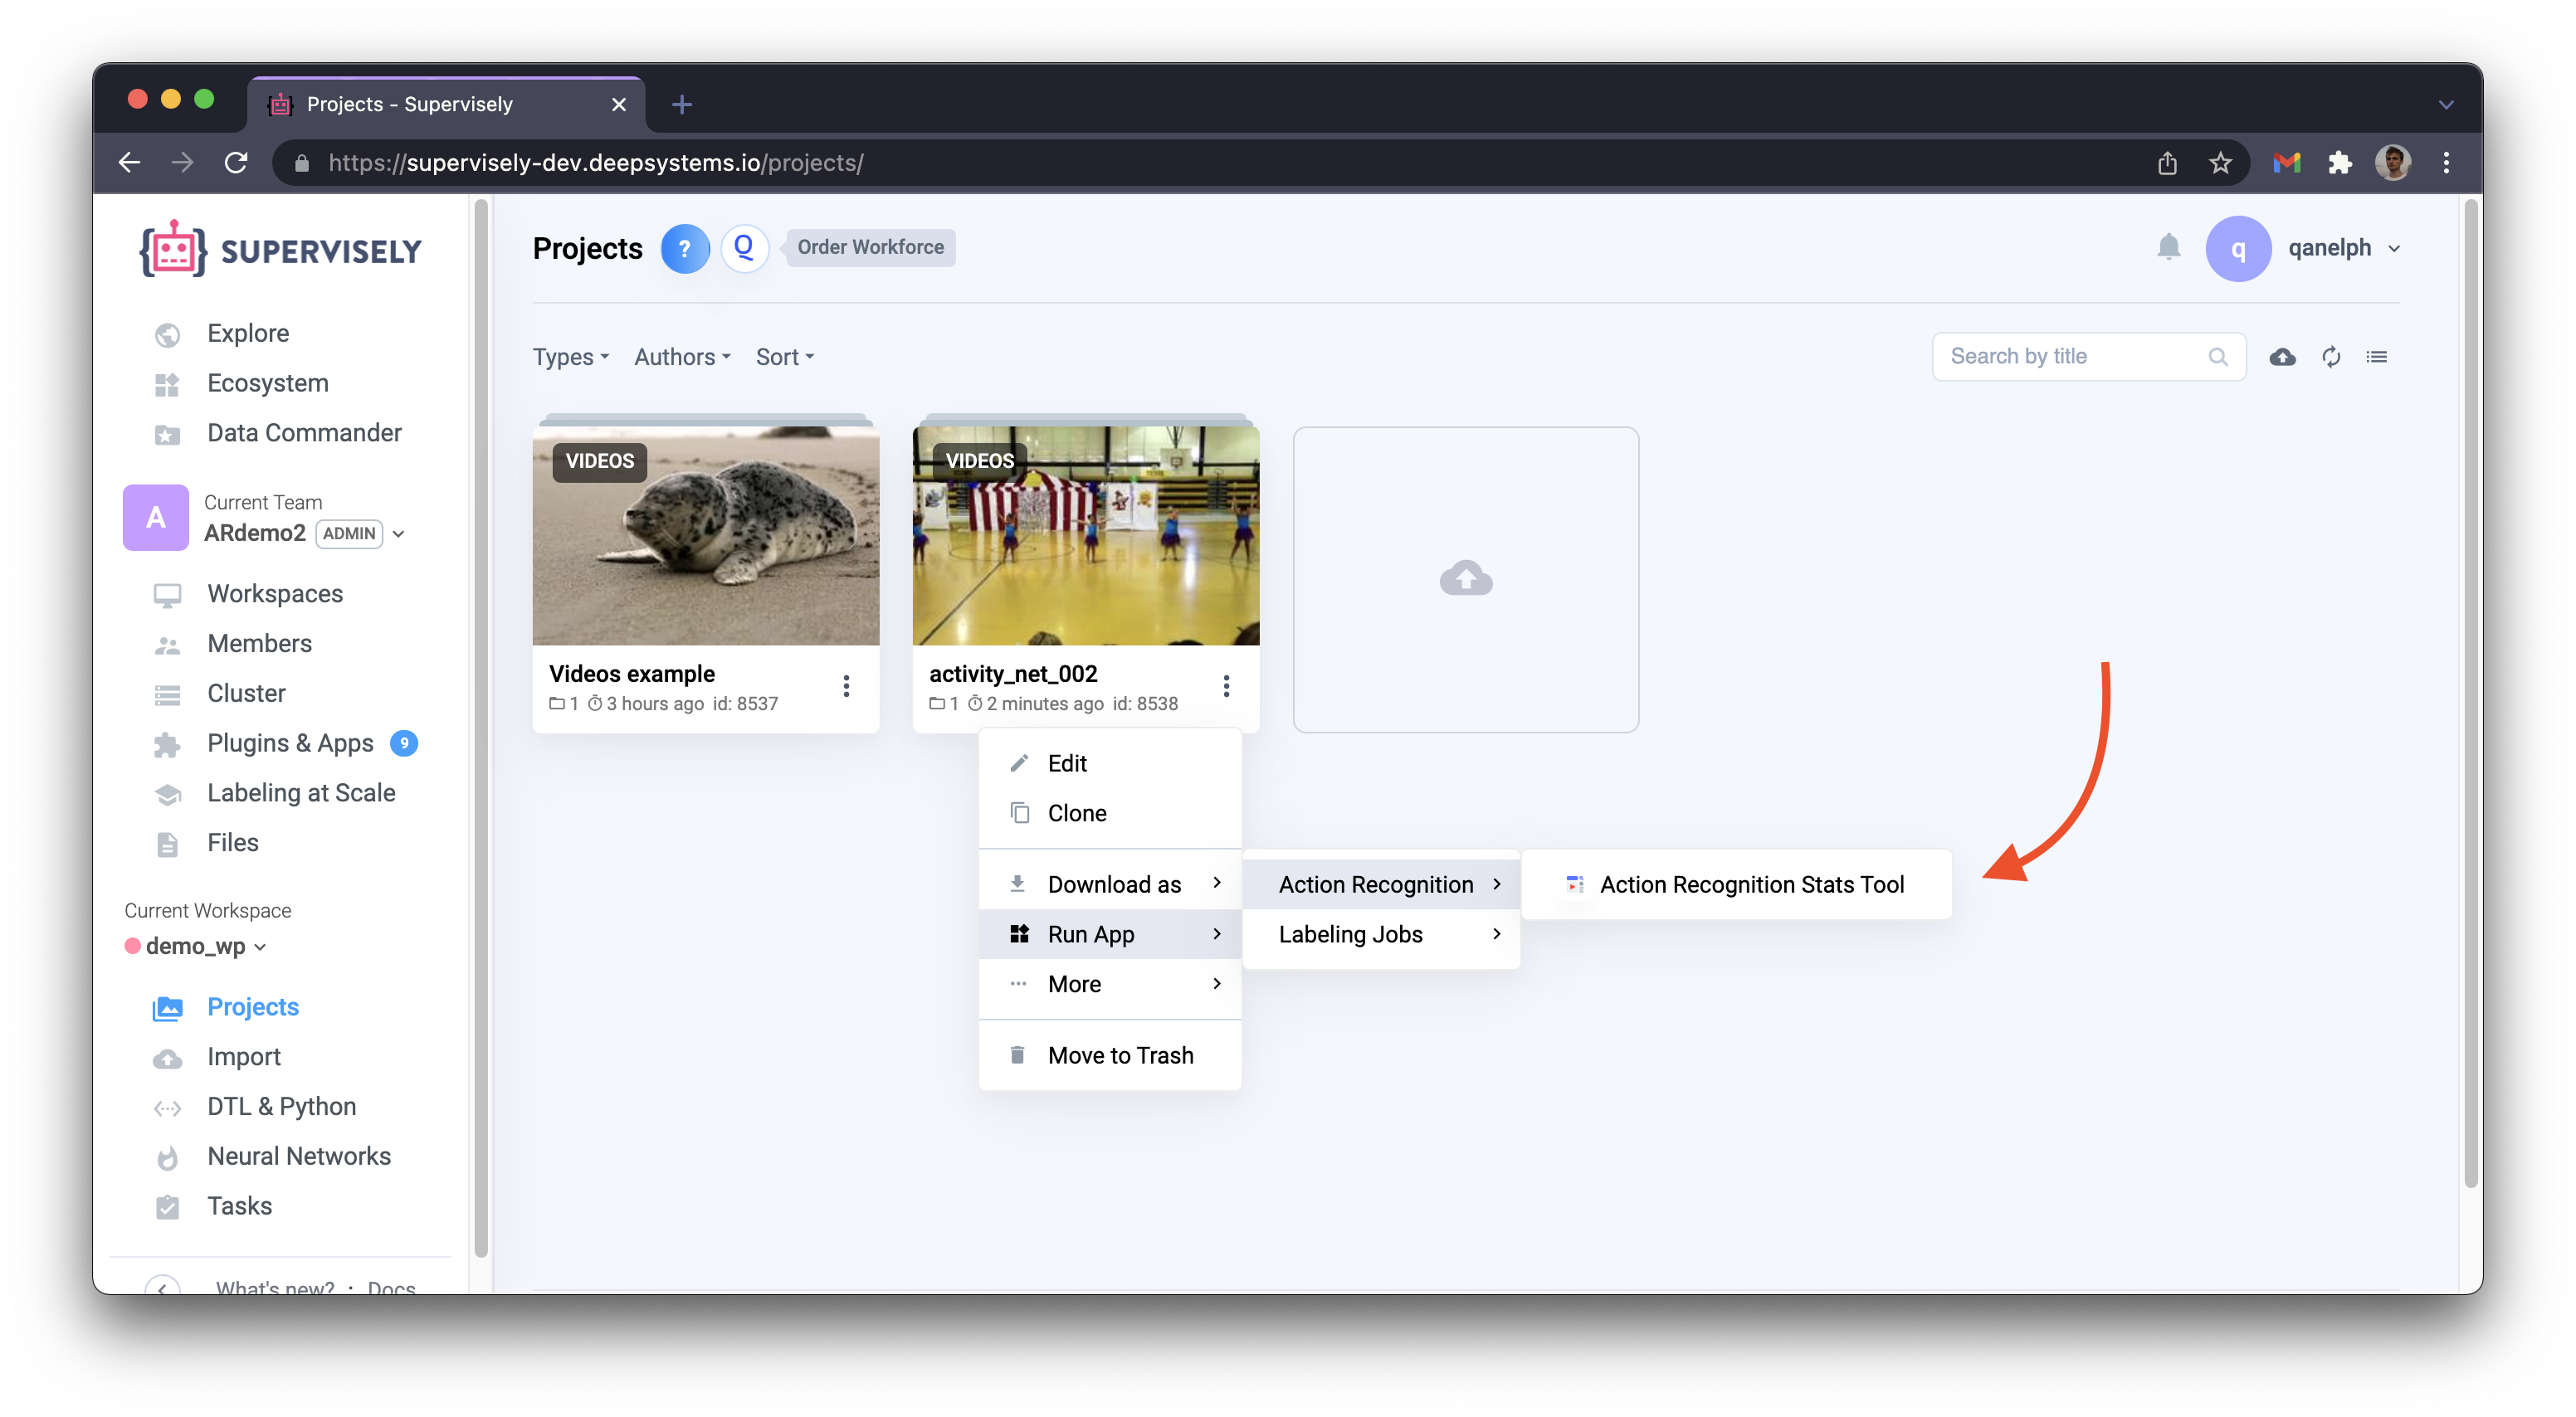 Projects - Supervisely
https://supervisely-dev.deepsystems.io/projects/
SUPERVISELY
Explore
Ecosystem
Data Commander
A
Current Team
ARdemo2 ADMIN
Workspaces
Members
Cluster
Plugins & Apps 9
Labeling at Scale
Files
Current Workspace
demo_wp
Projects
Import
DTL & Python
Neural Networks
Tasks
What's new? · Docs
Projects ? Q Order Workforce
q qanelph
Types Authors Sort
Search by title
VIDEOS
Videos example
1 3 hours ago id: 8537
VIDEOS
activity_net_002
1 2 minutes ago id: 8538
Edit
Clone
Download as
Run App
More
Move to Trash
Action Recognition
Labeling Jobs
Action Recognition Stats Tool